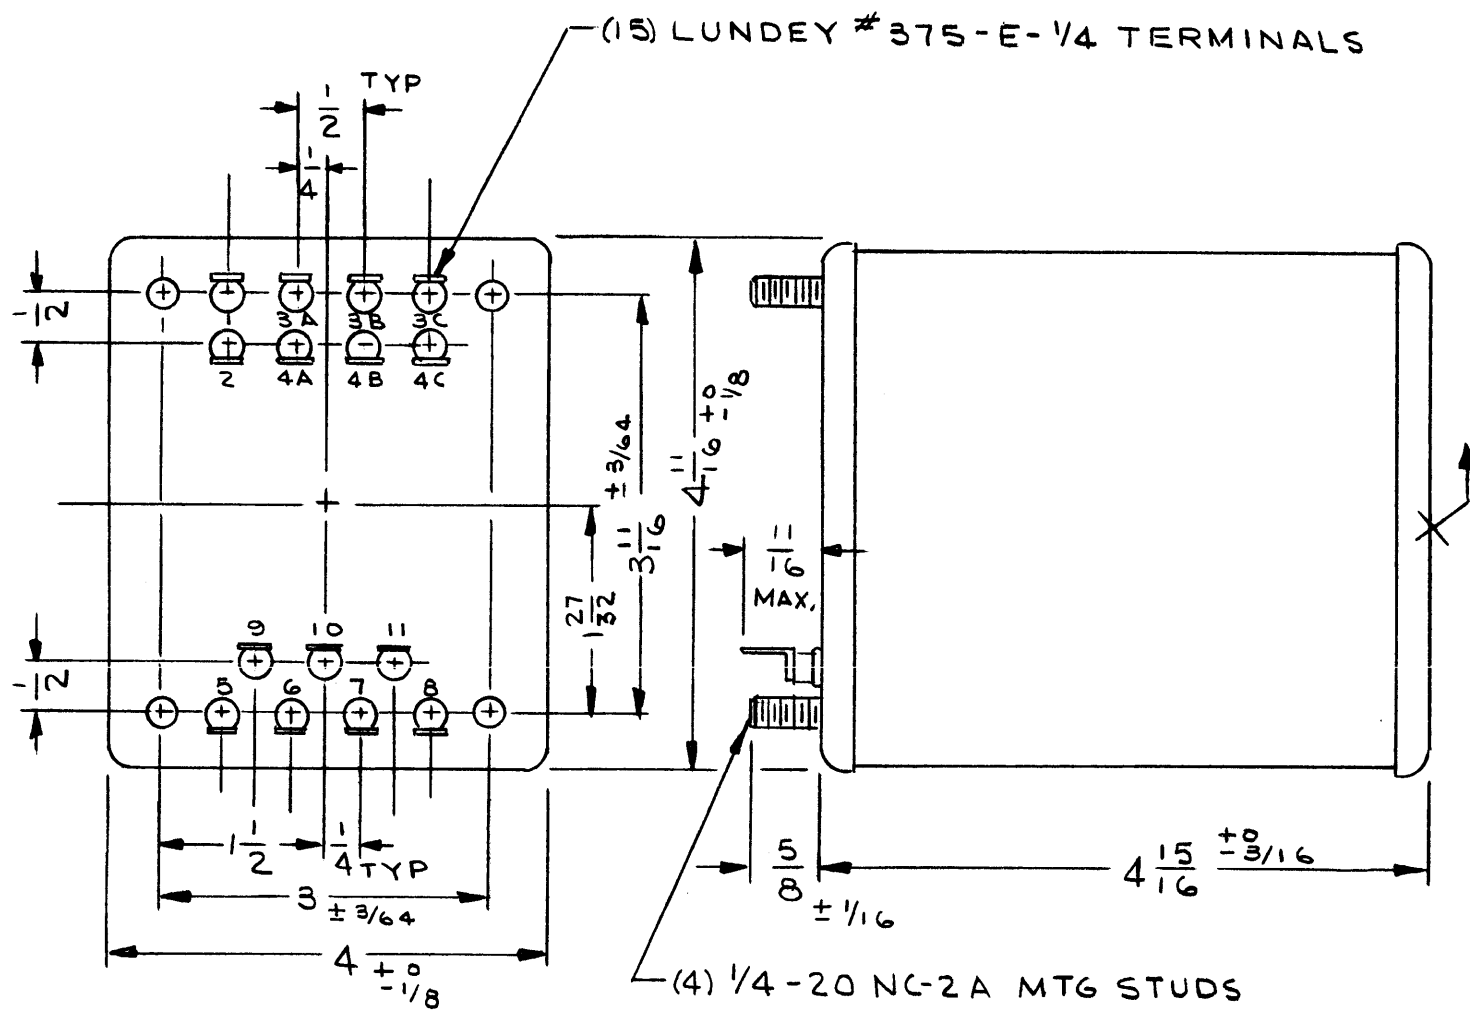 (15) LUNDEY # 375-E-1/4 TERMINALS
TYP
1/2
1/4
1/2
1 3A 3B 3C
2 4A 4B 4C
4 11/16 +0 -1/8
3 11/16 ± 3/64
1 27/32
11/16
MAX.
9 10 11
1/2
5 6 7 8
1 1/2
1/4 TYP
3 ± 3/64
4 +0 -1/8
5/8 ± 1/16
4 15/16 +0 -3/16
(4) 1/4-20 NC-2A MTG STUDS